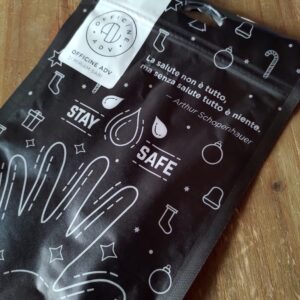 OFFICINE ADV
OFFICINE ADV
La salute non è tutto,
ma senza salute tutto è niente.
Arthur Schopenhauer
STAY
SAFE